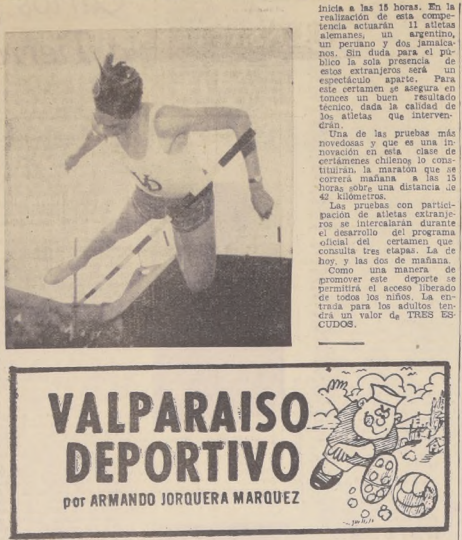 inicia a las 15 horas. En la
realización de esta compe-
tencia actuarán 11 atletas
alemanes, un argentino,
un peruano y dos jamaica-
nos. Sin duda para el pú-
blico la sola presencia de
estos extranjeros será un
espectáculo aparte. Para
este certamen se asegura en
tonces un buen resultado
técnico, dada la calidad de
los atletas que interven-
drán.
Una de las pruebas más
novedosas y que es una in-
novación en esta clase de
certámenes chilenos lo cons-
tituirán, la maratón que se
correrá mañana a las 15
horas sobre una distancia de
42 kilómetros.
Las pruebas con partici-
pación de atletas extranje-
ros se intercalarán durante
el desarrollo del programa
oficial del certamen que
consulta tres etapas. La de
hoy, y las dos de mañana.
Como una manera de
promover este deporte se
permitirá el acceso liberado
de todos los niños. La en-
trada para los adultos ten-
drá un valor de TRES ES-
CUDOS.
VALPARAISO
DEPORTIVO
por ARMANDO JORQUERA MARQUEZ